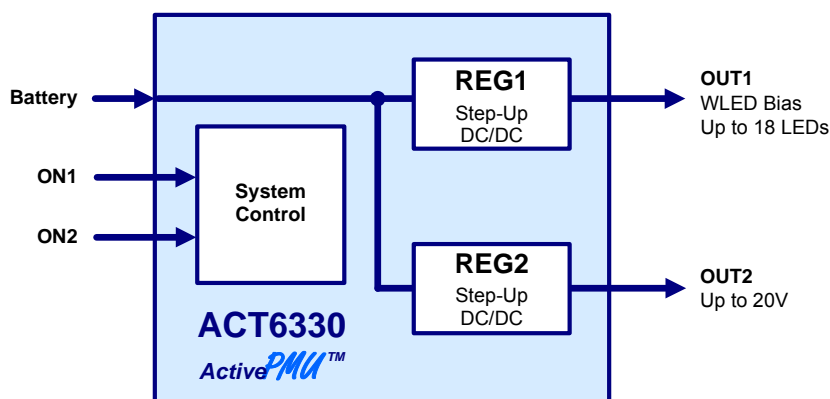 Battery
ON1
ON2
System
Control
REG1
Step-Up
DC/DC
OUT1
WLED Bias
Up to 18 LEDs
REG2
Step-Up
DC/DC
OUT2
Up to 20V
ACT6330
ActivePMU™